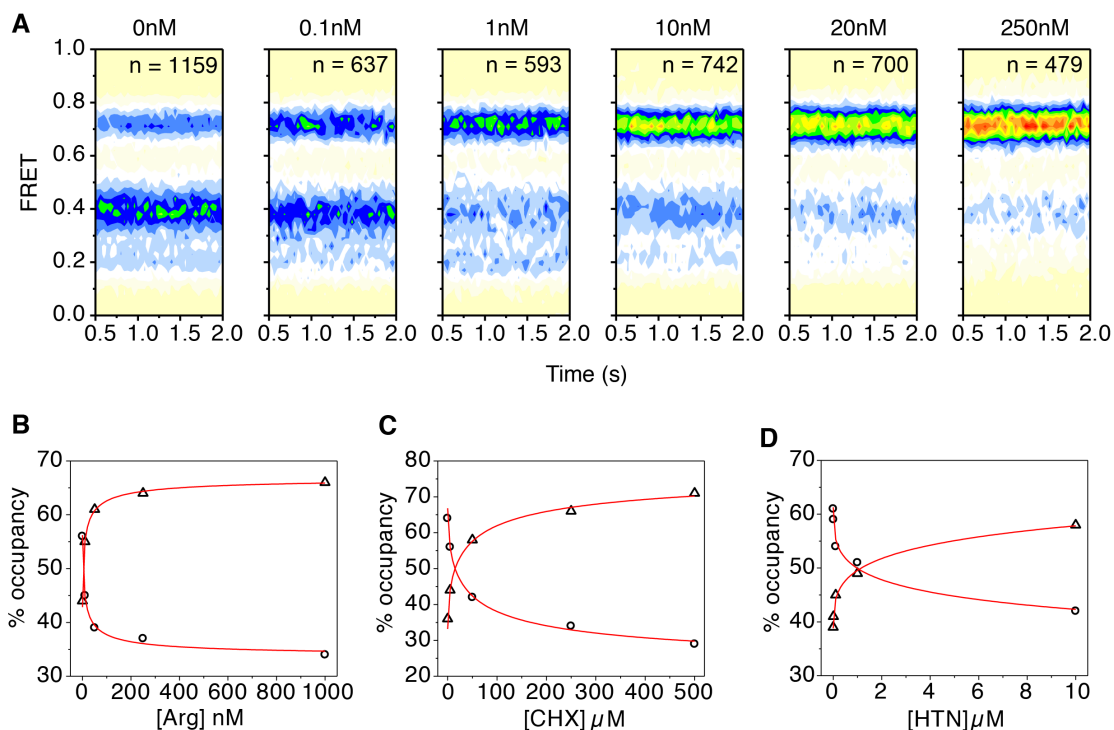 A
0nM 0.1nM 1nM 10nM 20nM 250nM
n = 1159 n = 637 n = 593 n = 742 n = 700 n = 479
FRET
1.0
0.8
0.6
0.4
0.2
0.0
0.5 1.0 1.5 2.0 0.5 1.0 1.5 2.0 0.5 1.0 1.5 2.0 0.5 1.0 1.5 2.0 0.5 1.0 1.5 2.0 0.5 1.0 1.5 2.0
Time (s)
B
% occupancy
70
60
50
40
30
0 200 400 600 800 1000
[Arg] nM
C
% occupancy
80
70
60
50
40
30
20
0 100 200 300 400 500
[CHX] µM
D
% occupancy
70
60
50
40
30
0 2 4 6 8 10
[HTN]µM